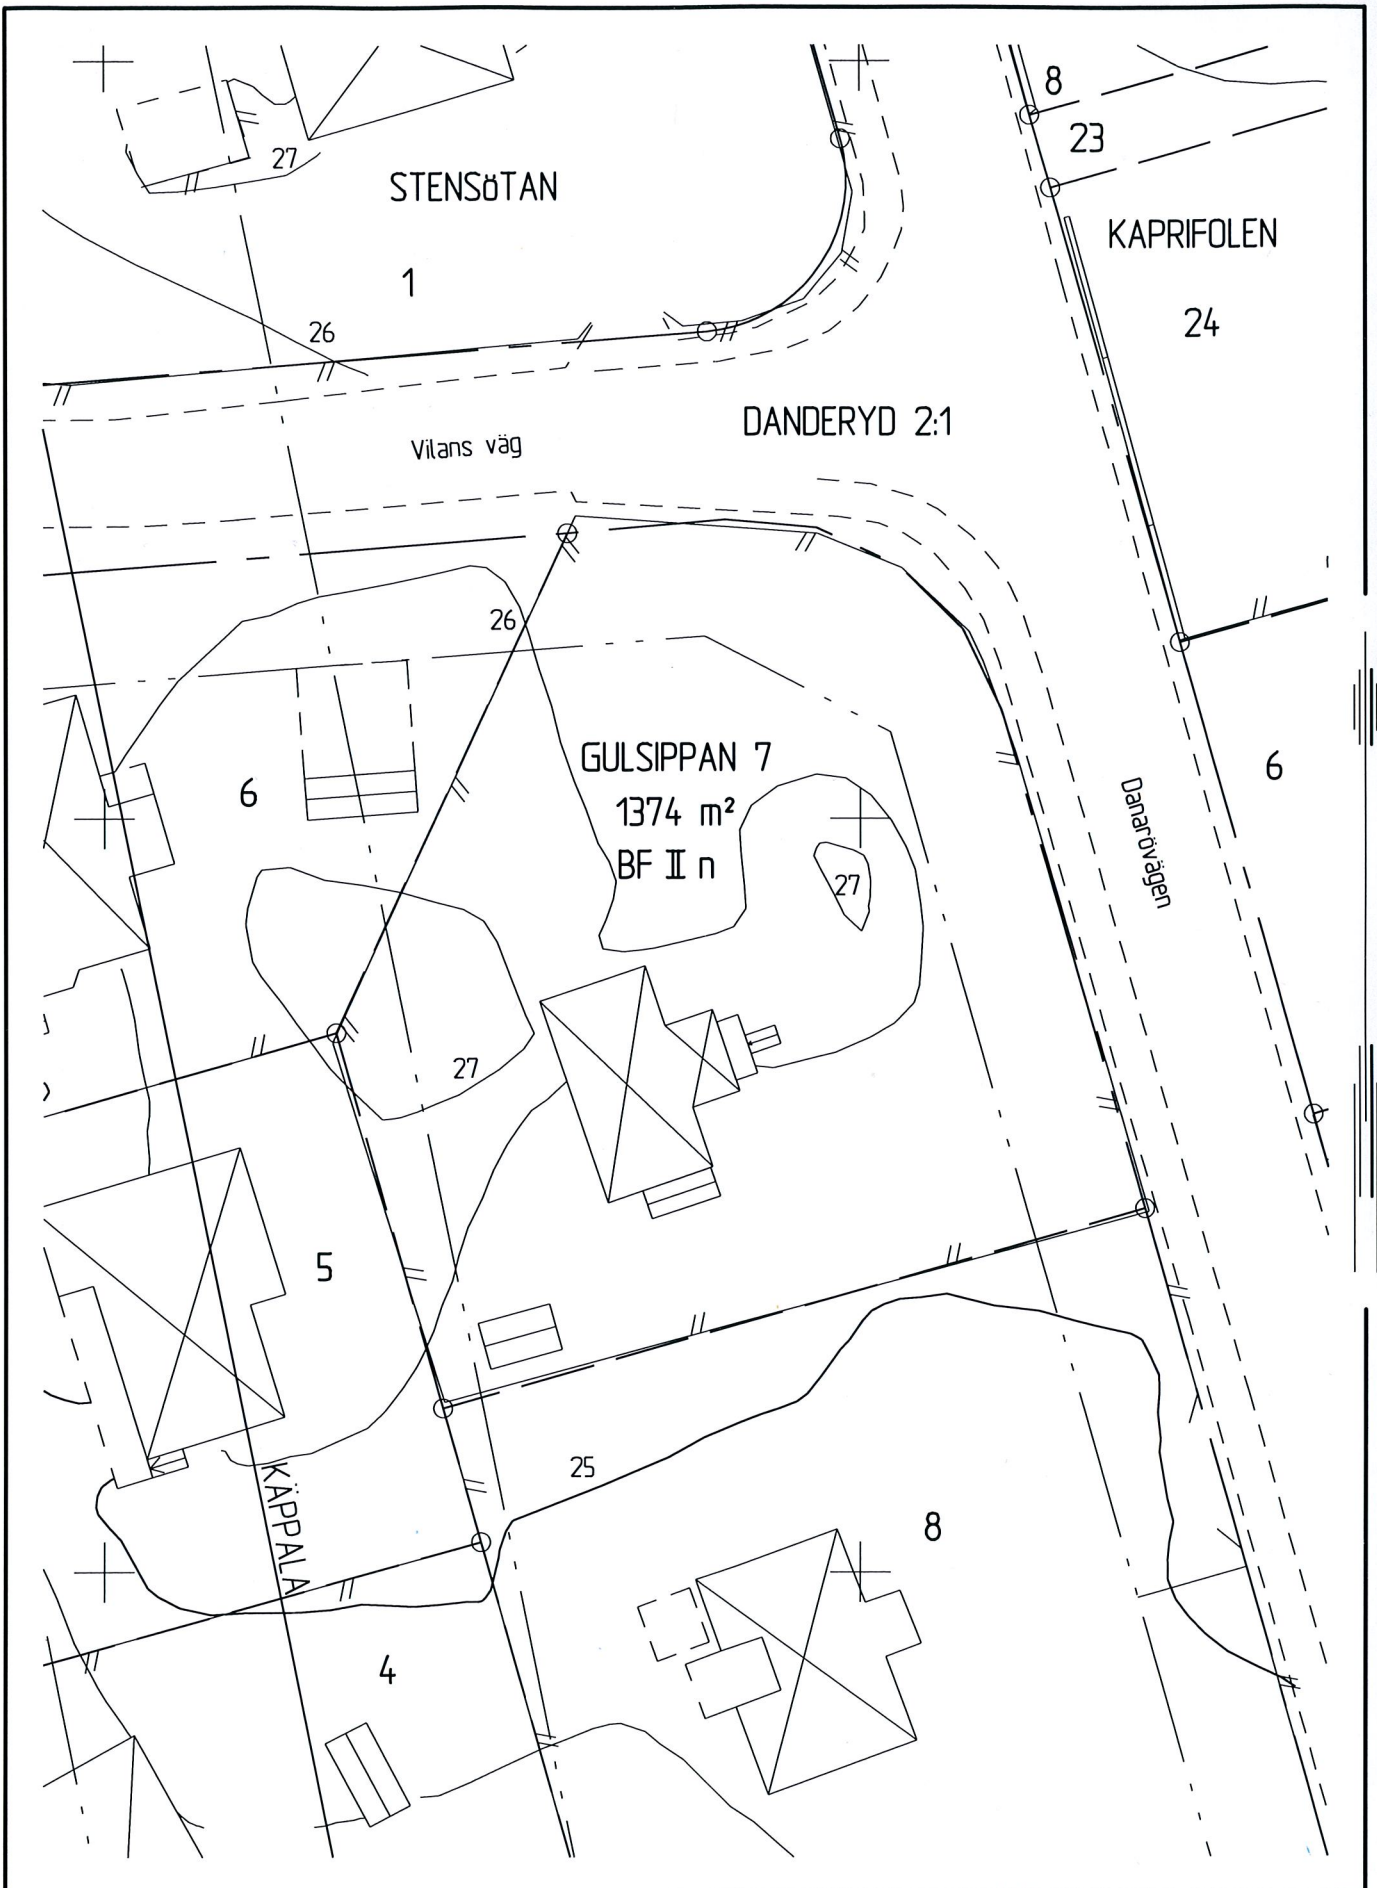 8
23
27
STENSöTAN
KAPRIFOLEN
1
24
26
DANDERYD 2:1
Vilans väg
26
GULSIPPAN 7
1374 m²
BF II n
6
6
Danarövägen
27
27
5
25
KÄPPALA
8
4